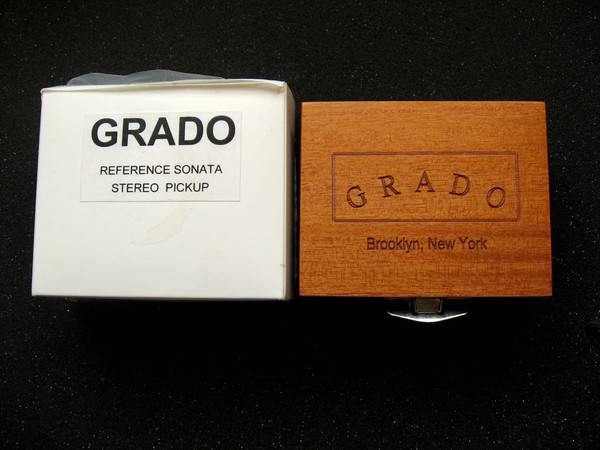 GRADO
REFERENCE SONATA
STEREO PICKUP
GRADO
Brooklyn, New York